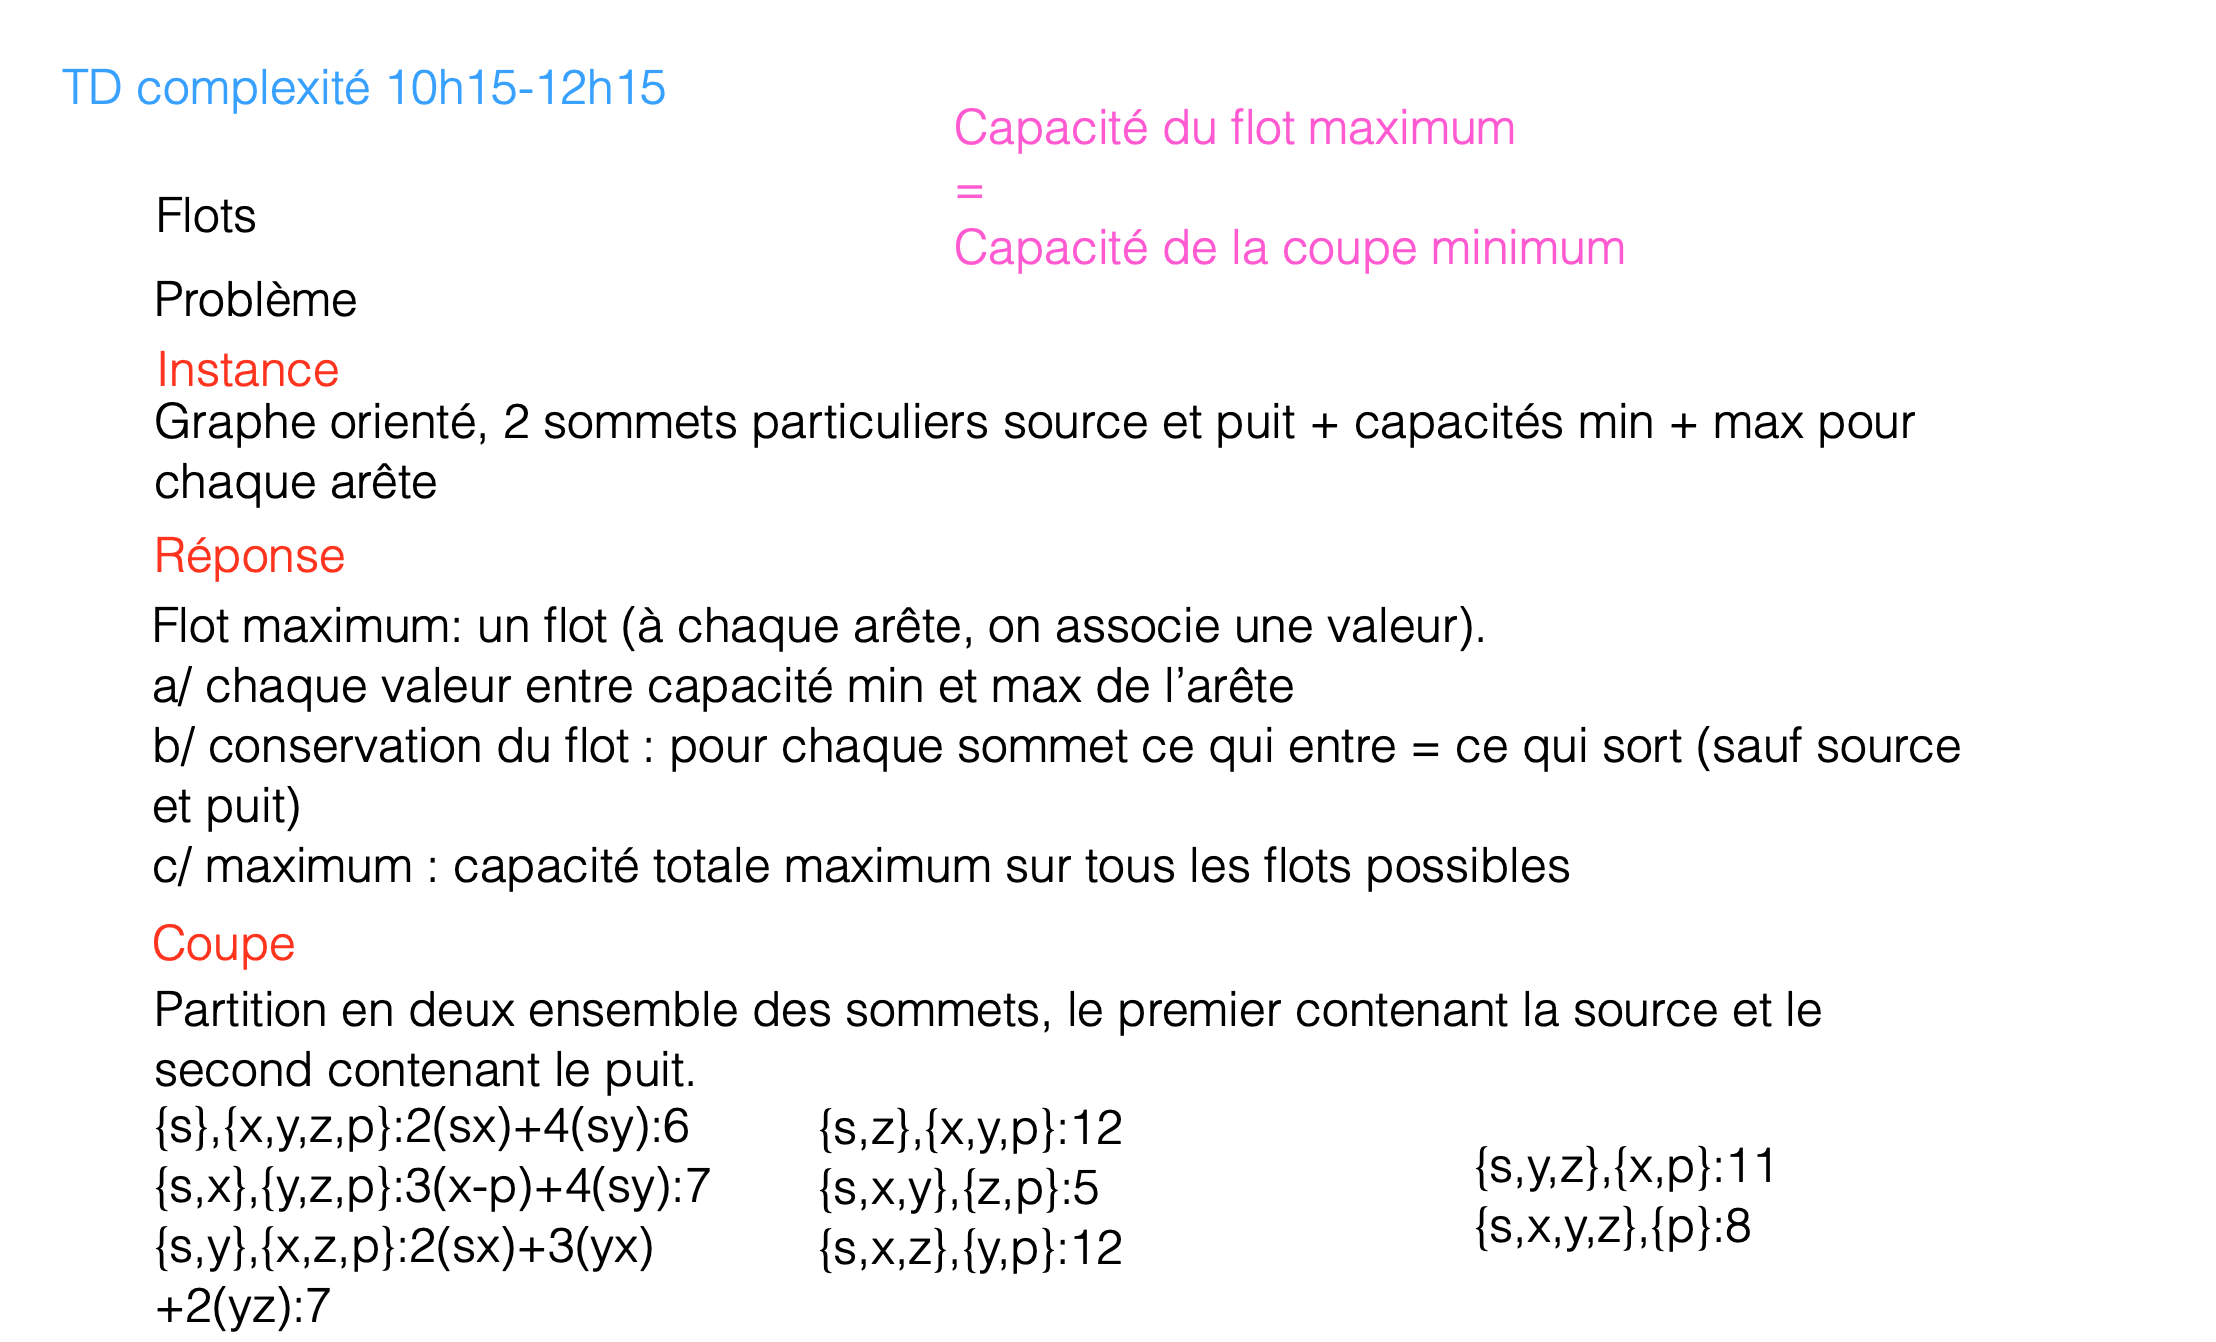 TD complexité 10h15-12h15
Capacité du flot maximum
=
Capacité de la coupe minimum
Flots
Problème
Instance
Graphe orienté, 2 sommets particuliers source et puit + capacités min + max pour
chaque arête
Réponse
Flot maximum: un flot (à chaque arête, on associe une valeur).
a/ chaque valeur entre capacité min et max de l’arête
b/ conservation du flot : pour chaque sommet ce qui entre = ce qui sort (sauf source
et puit)
c/ maximum : capacité totale maximum sur tous les flots possibles
Coupe
Partition en deux ensemble des sommets, le premier contenant la source et le
second contenant le puit.
{s},{x,y,z,p}:2(sx)+4(sy):6
{s,x},{y,z,p}:3(x-p)+4(sy):7
{s,y},{x,z,p}:2(sx)+3(yx)
+2(yz):7
{s,z},{x,y,p}:12
{s,x,y},{z,p}:5
{s,x,z},{y,p}:12
{s,y,z},{x,p}:11
{s,x,y,z},{p}:8